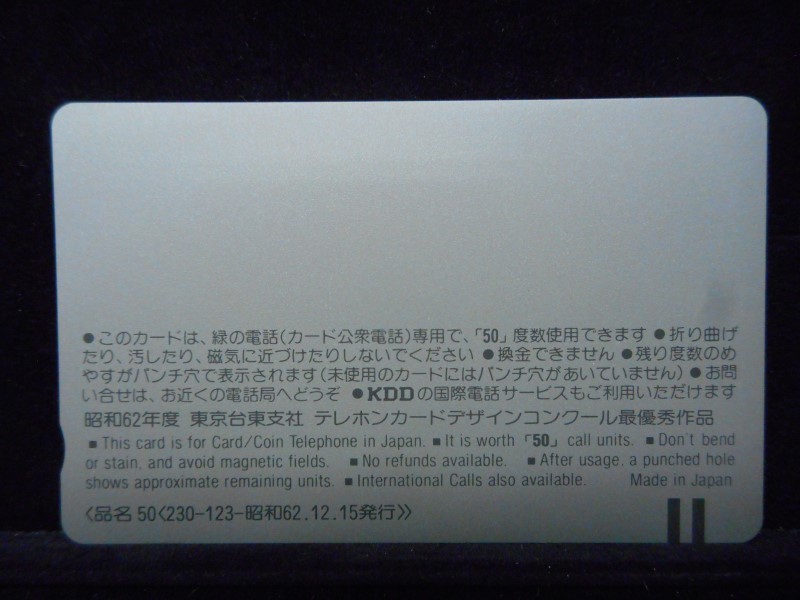 ●このカードは、緑の電話(カード公衆電話)専用で、「50」度数使用できます ●折り曲げ
たり、汚したり、磁気に近づけたりしないでください ●換金できません ●残り度数のめ
やすがパンチ穴で表示されます(未使用のカードにはパンチ穴があいていません) ●お問
い合せは、お近くの電話局へどうぞ ●KDDの国際電話サービスもご利用いただけます
昭和62年度 東京台東支社 テレホンカードデザインコンクール最優秀作品
■This card is for Card/Coin Telephone in Japan. ■It is worth「50」call units. ■Don't bend
or stain, and avoid magnetic fields. ■No refunds available. ■After usage, a punched hole
shows approximate remaining units. ■International Calls also available. Made in Japan
〈品名 50〈230-123-昭和62.12.15発行〉〉